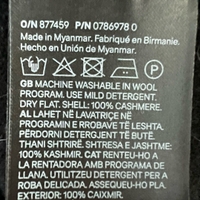 O/N 877459 P/N 0786978 O
Made in Myanmar. Fabriqué en Birmanie.
Hecho en Unión de Myanmar.
GB MACHINE WASHABLE IN WOOL
PROGRAM. USE MILD DETERGENT.
DRY FLAT. SHELL: 100% CASHMERE.
AL LAHET NË LAVATRIÇE NË
PROGRAMIN E RROBAVE TË LESHTA.
PËRDORNI DETERGJENT TË BUTË.
THANI SHTRIRË. SHTRESA E JASHTME:
100% KASHMIR. CAT RENTEU-HO A
LA RENTADORA AMB PROGRAMA DE
LLANA. UTILITZEU DETERGENT PER A
ROBA DELICADA. ASSEQUEU-HO PLA.
EXTERIOR: 100% CAIXMIR.